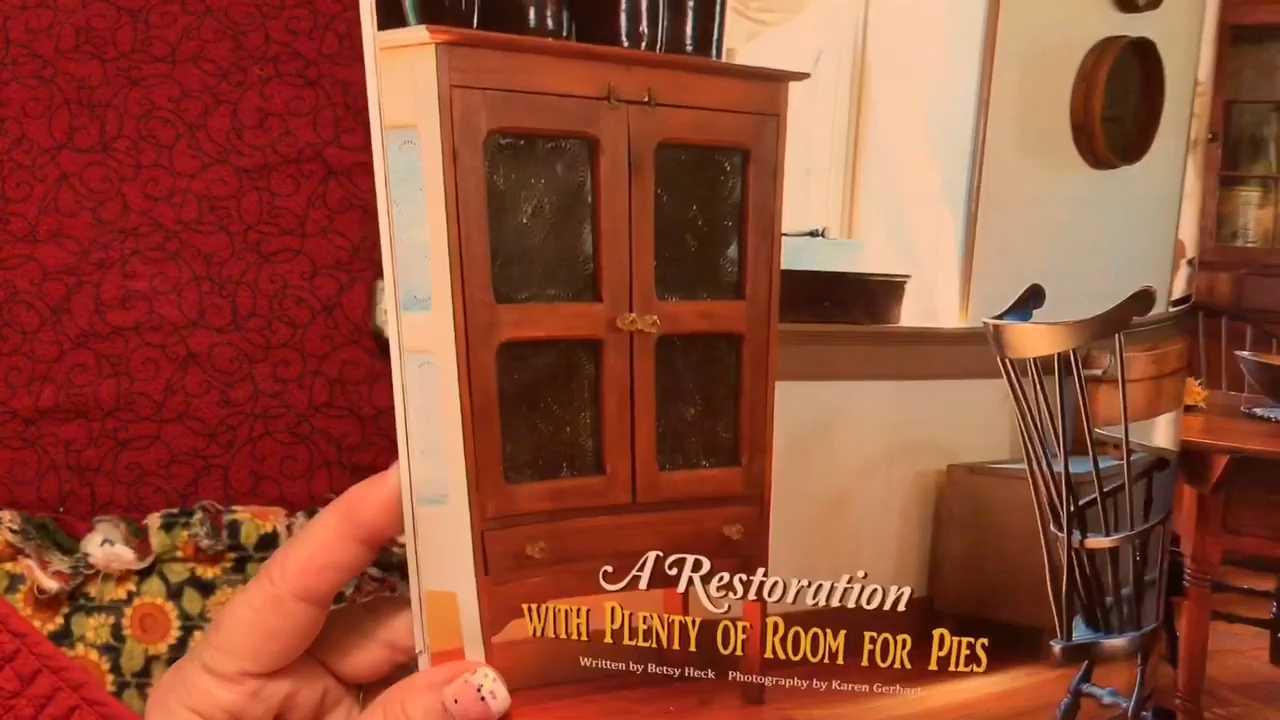 A Restoration
with Plenty of Room for Pies
Written by Betsy Heck Photography by Karen Gerhart